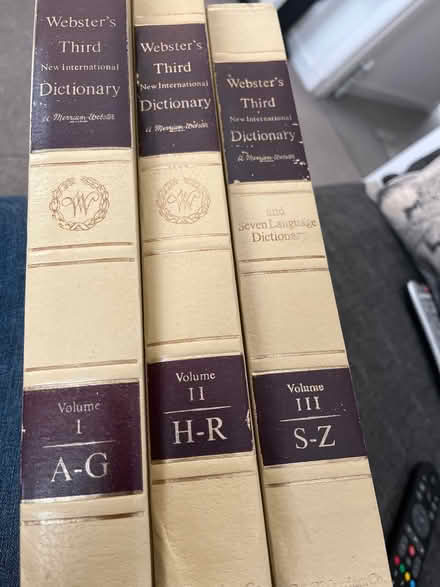 Webster's
Third
New International
Dictionary
a Merriam-Webster
W
Volume
I
A-G
Webster's
Third
New International
Dictionary
a Merriam-Webster
W
Volume
II
H-R
Webster's
Third
New International
Dictionary
a Merriam-Webster
and
Seven Language
Dictionary
Volume
III
S-Z